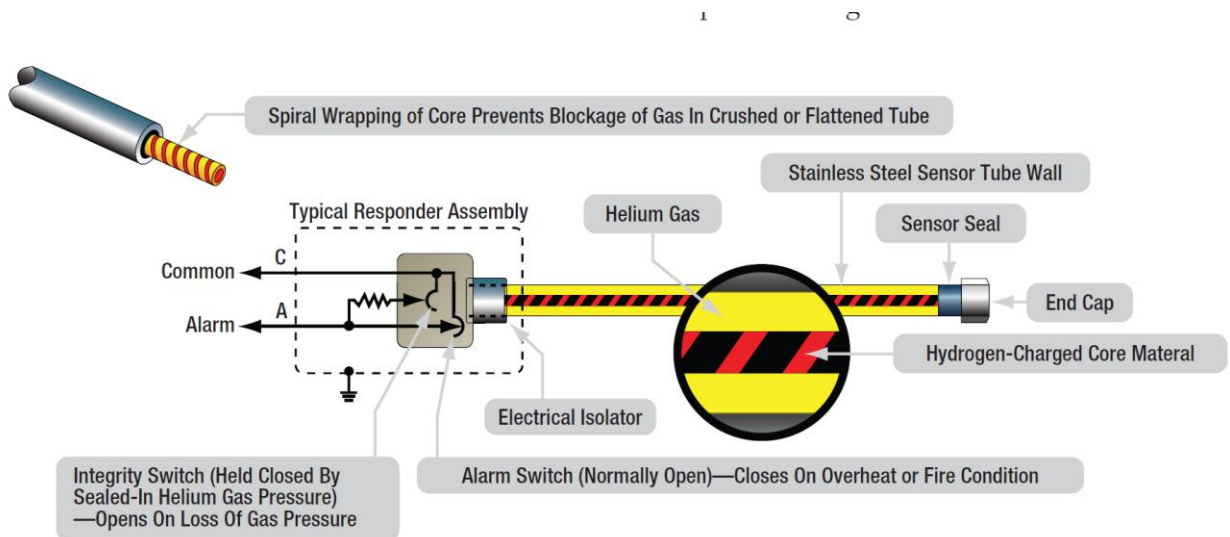 Spiral Wrapping of Core Prevents Blockage of Gas In Crushed or Flattened Tube
Stainless Steel Sensor Tube Wall
Typical Responder Assembly
Helium Gas
Sensor Seal
C
Common
End Cap
A
Alarm
Hydrogen-Charged Core Materal
Electrical Isolator
Integrity Switch (Held Closed By
Sealed-In Helium Gas Pressure)
—Opens On Loss Of Gas Pressure
Alarm Switch (Normally Open)—Closes On Overheat or Fire Condition